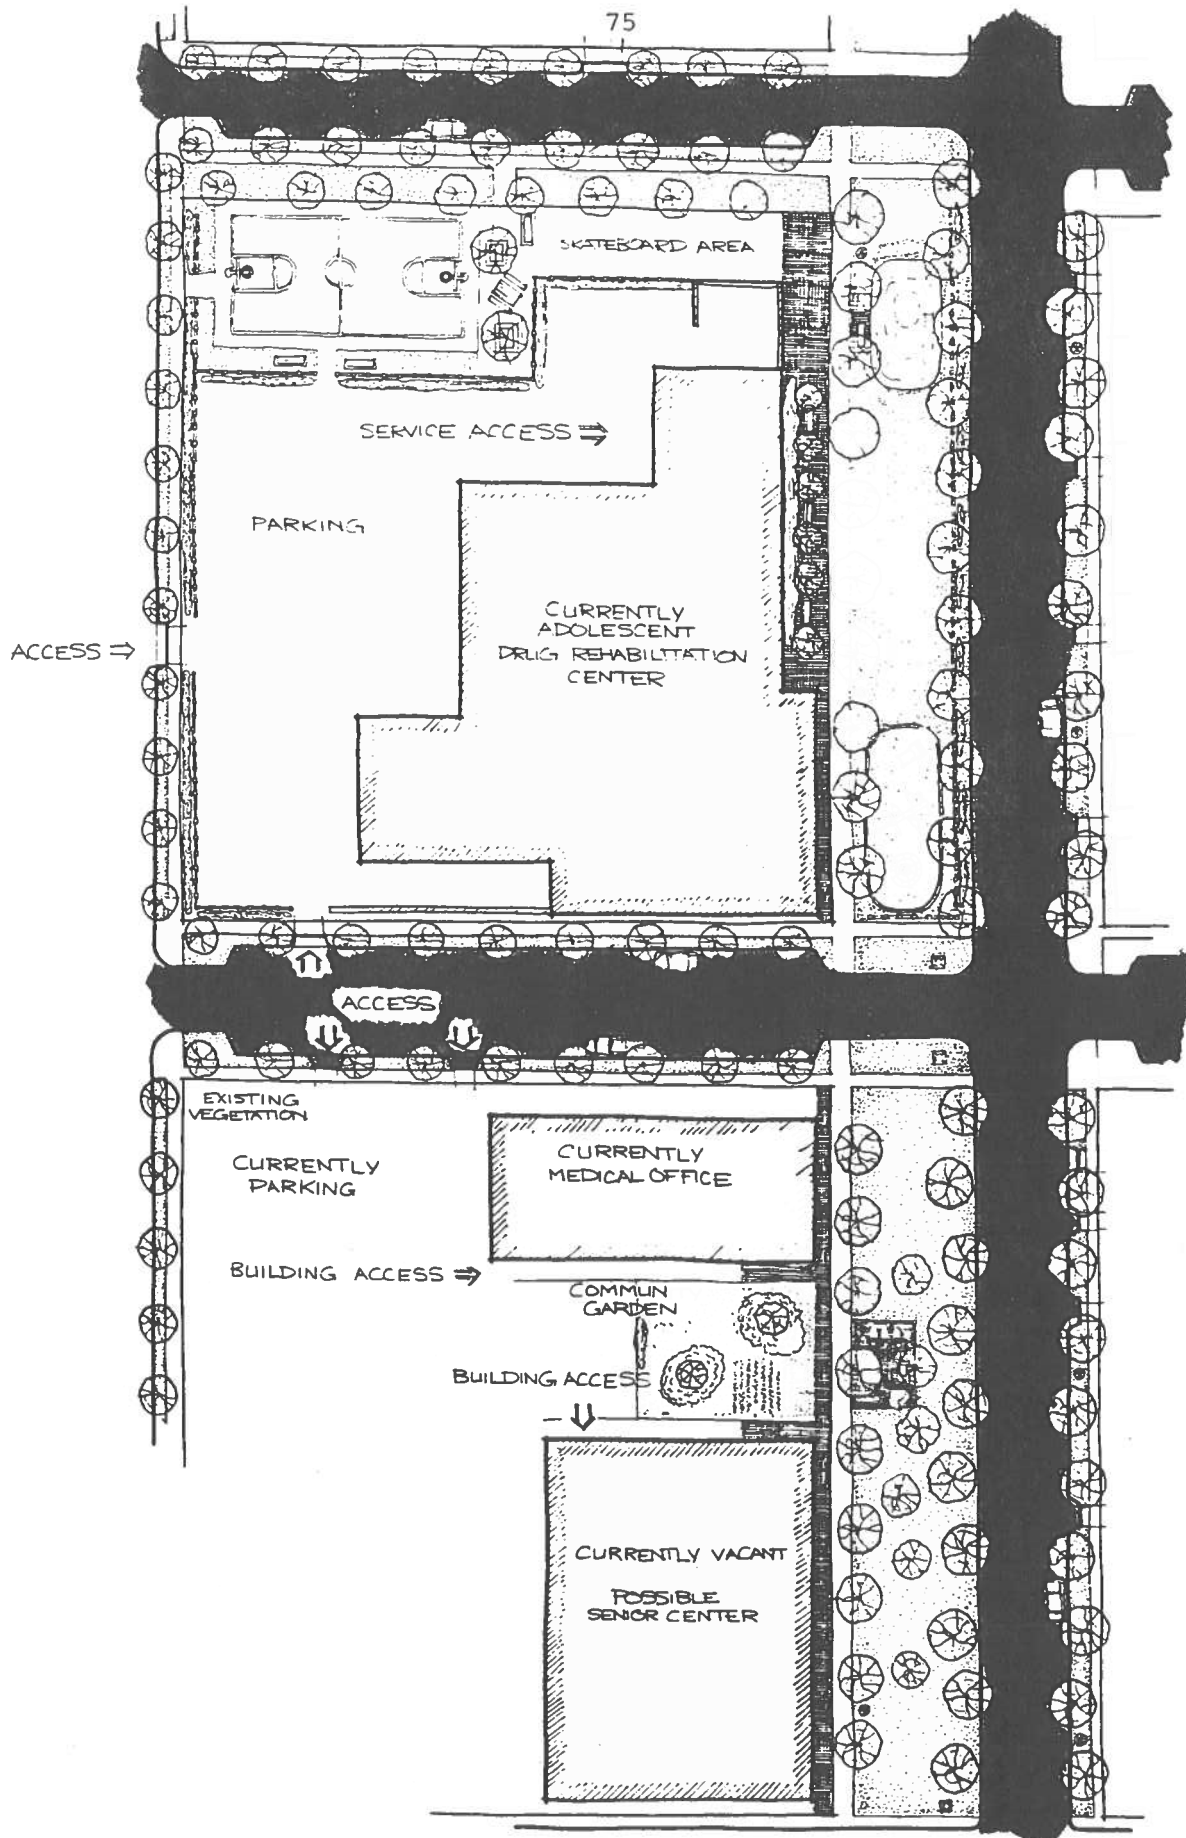 75
SKATEBOARD AREA
SERVICE ACCESS ⇒
PARKING
CURRENTLY
ADOLESCENT
DRUG REHABILITATION
CENTER
ACCESS ⇒
ACCESS
EXISTING
VEGETATION
CURRENTLY
PARKING
CURRENTLY
MEDICAL OFFICE
BUILDING ACCESS ⇒
COMMUN
GARDEN
BUILDING ACCESS
CURRENTLY VACANT
POSSIBLE
SENIOR CENTER